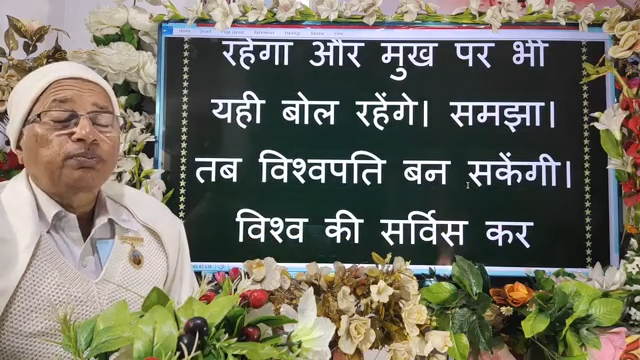 रहेगा और मुख पर भी
यही बोल रहेंगे। समझा।
तब विश्वपति बन सकेंगी।
विश्व की सर्विस कर